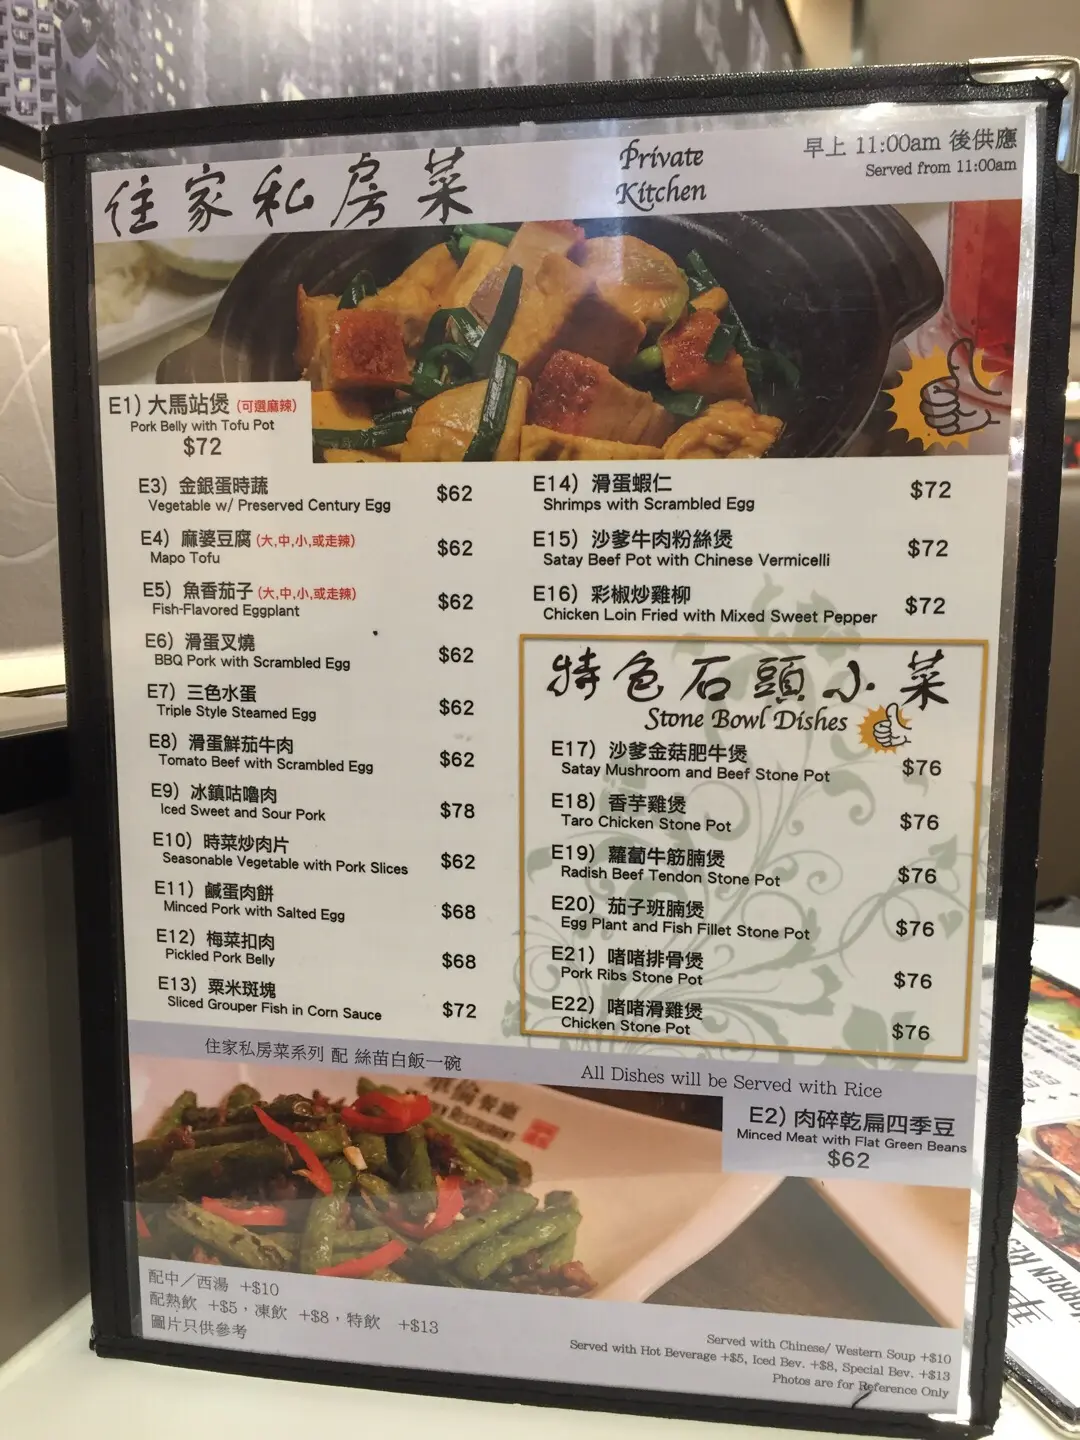 住家私房菜
Private
Kitchen
早上 11:00am 後供應
Served from 11:00am
E1) 大馬站煲 (可選麻辣)
Pork Belly with Tofu Pot
$72
E3) 金銀蛋時蔬 $62
Vegetable w/ Preserved Century Egg
E4) 麻婆豆腐 (大,中,小,或走辣) $62
Mapo Tofu
E5) 魚香茄子 (大,中,小,或走辣) $62
Fish-Flavored Eggplant
E6) 滑蛋叉燒 $62
BBQ Pork with Scrambled Egg
E7) 三色水蛋 $62
Triple Style Steamed Egg
E8) 滑蛋鮮茄牛肉 $62
Tomato Beef with Scrambled Egg
E9) 冰鎮咕嚕肉 $78
Iced Sweet and Sour Pork
E10) 時菜炒肉片 $62
Seasonable Vegetable with Pork Slices
E11) 鹹蛋肉餅 $68
Minced Pork with Salted Egg
E12) 梅菜扣肉 $68
Pickled Pork Belly
E13) 粟米斑塊 $72
Sliced Grouper Fish in Corn Sauce
E14) 滑蛋蝦仁 $72
Shrimps with Scrambled Egg
E15) 沙爹牛肉粉絲煲 $72
Satay Beef Pot with Chinese Vermicelli
E16) 彩椒炒雞柳 $72
Chicken Loin Fried with Mixed Sweet Pepper
特色石頭小菜
Stone Bowl Dishes
E17) 沙爹金菇肥牛煲 $76
Satay Mushroom and Beef Stone Pot
E18) 香芋雞煲 $76
Taro Chicken Stone Pot
E19) 蘿蔔牛筋腩煲 $76
Radish Beef Tendon Stone Pot
E20) 茄子班腩煲 $76
Egg Plant and Fish Fillet Stone Pot
E21) 啫啫排骨煲 $76
Pork Ribs Stone Pot
E22) 啫啫滑雞煲 $76
Chicken Stone Pot
住家私房菜系列 配 絲苗白飯一碗
All Dishes will be Served with Rice
E2) 肉碎乾扁四季豆
Minced Meat with Flat Green Beans
$62
餐廳
配中／西湯 +$10
配熱飲 +$5，凍飲 +$8，特飲 +$13
圖片只供參考
Served with Chinese/ Western Soup +$10
Served with Hot Beverage +$5, Iced Bev. +$8, Special Bev. +$13
Photos are for Reference Only
E28